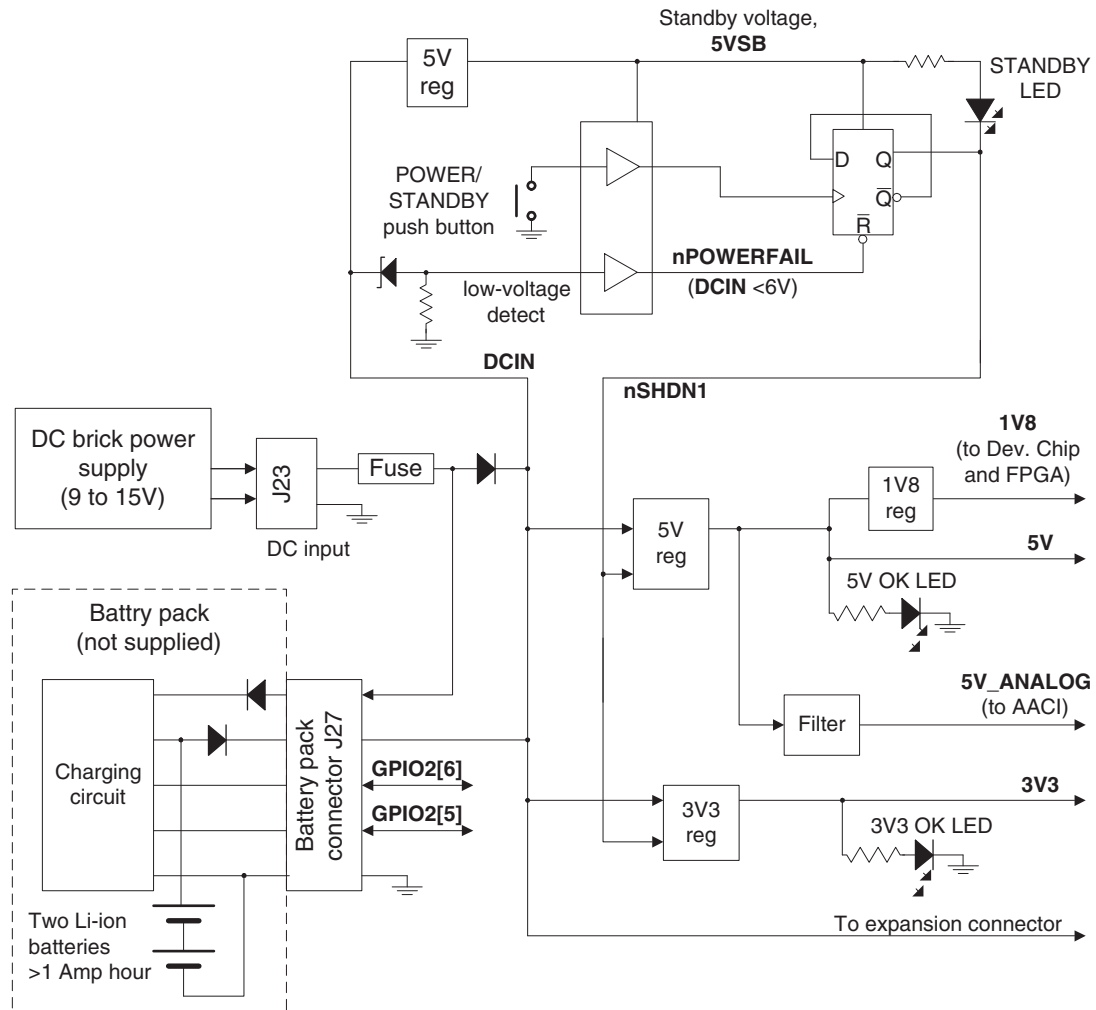 Standby voltage,
5VSB
5V
reg
STANDBY
LED
POWER/
STANDBY
push button
D
Q
Q
R
nPOWERFAIL
(DCIN <6V)
low-voltage
detect
DCIN
nSHDN1
DC brick power
supply
(9 to 15V)
J23
Fuse
DC input
1V8
(to Dev. Chip
and FPGA)
1V8
reg
5V
reg
5V
5V OK LED
Battry pack
(not supplied)
Charging
circuit
Battery pack
connector J27
GPIO2[6]
GPIO2[5]
5V_ANALOG
(to AACI)
Filter
3V3
3V3
reg
3V3 OK LED
Two Li-ion
batteries
>1 Amp hour
To expansion connector